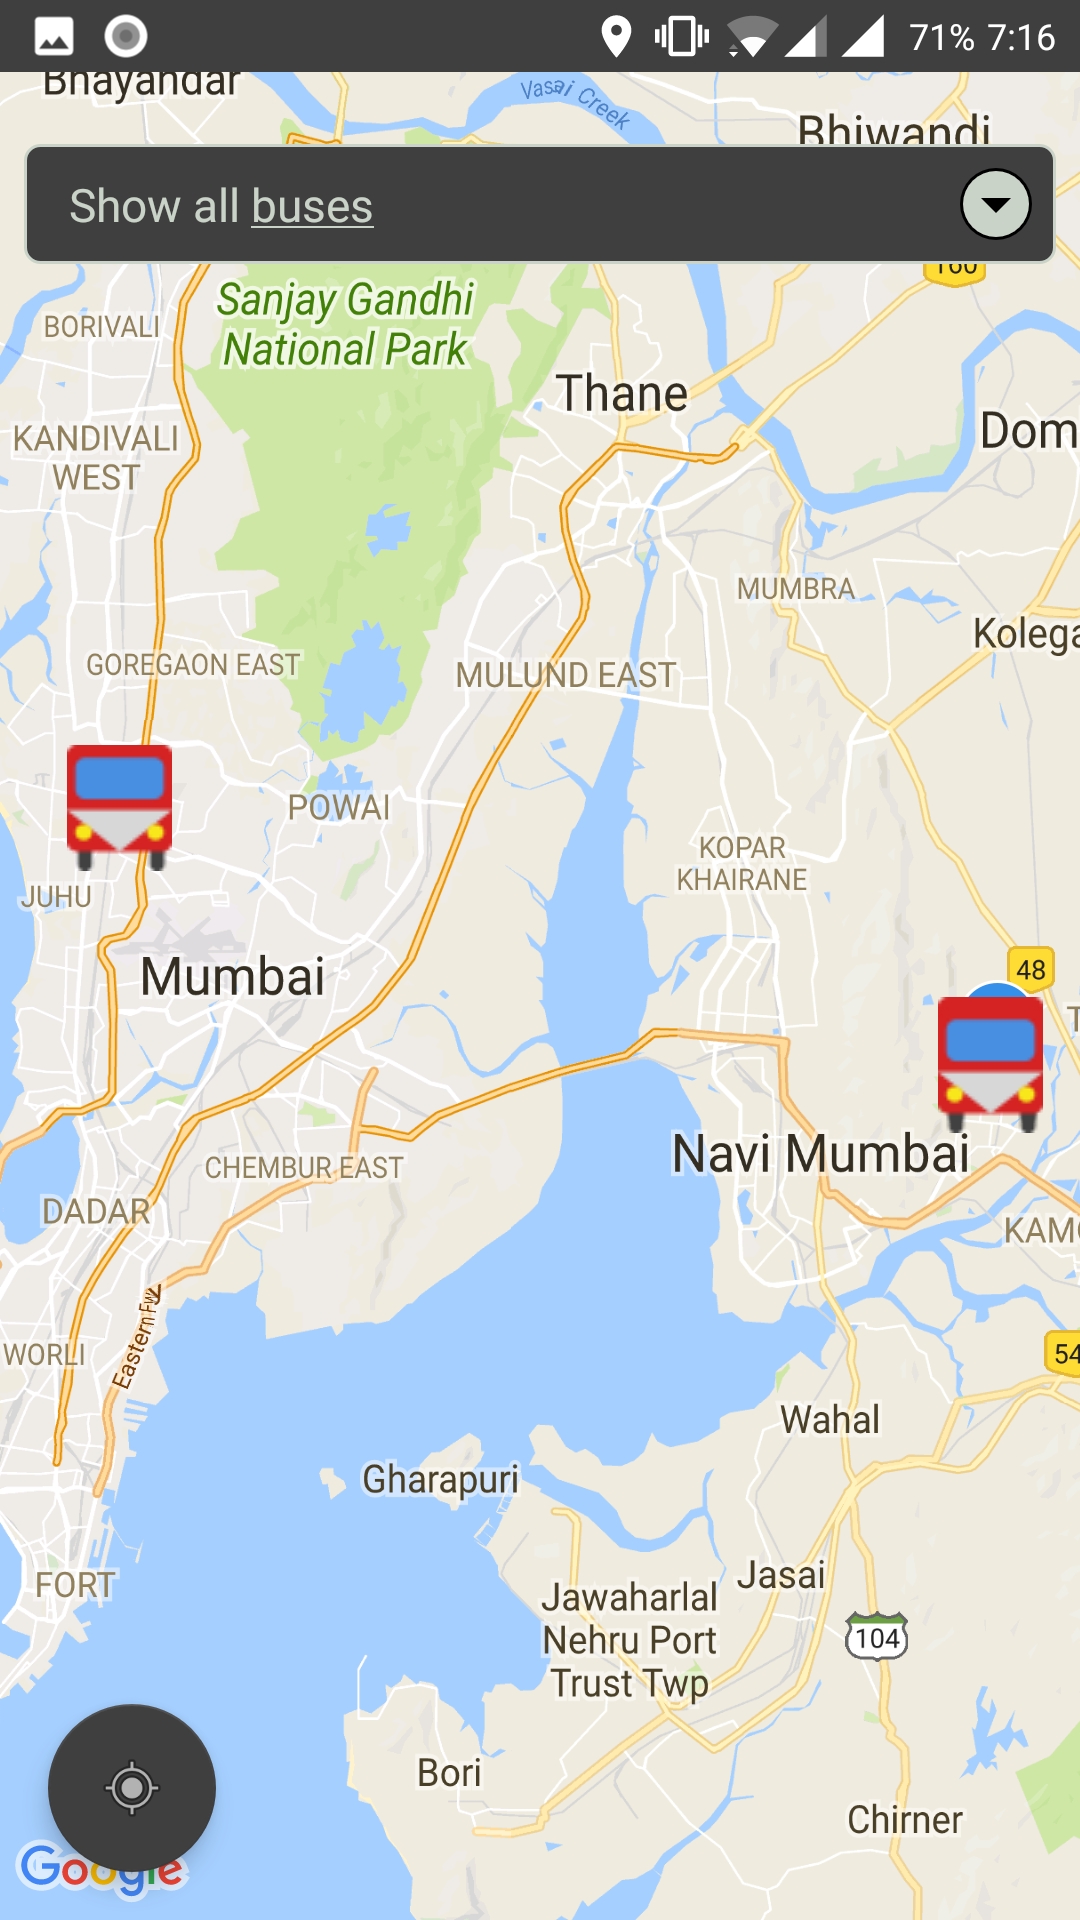 71% 7:16
Bhayandar
Vasai Creek
Bhiwandi
Show all buses
160
Sanjay Gandhi
National Park
BORIVALI
Thane
KANDIVALI
WEST
Dom
MUMBRA
Kolega
GOREGAON EAST
MULUND EAST
POWAI
KOPAR
KHAIRANE
JUHU
48
Mumbai
T
Navi Mumbai
CHEMBUR EAST
DADAR
KAMO
Eastern Fwy
WORLI
54
Wahal
Gharapuri
Jasai
FORT
Jawaharlal
Nehru Port
Trust Twp
104
Bori
Chirner
Google